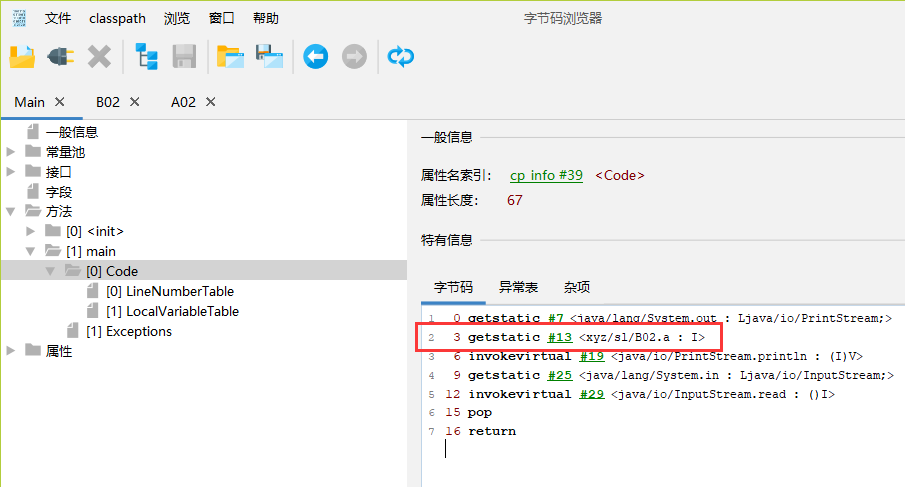 文件 classpath 浏览 窗口 帮助 字节码浏览器
Main B02 A02
一般信息
常量池
接口
字段
方法
[0] <init>
[1] main
[0] Code
[0] LineNumberTable
[1] LocalVariableTable
[1] Exceptions
属性
一般信息
属性名索引: cp_info #39 <Code>
属性长度: 67
特有信息
字节码 异常表 杂项
1 0 getstatic #7 <java/lang/System.out : Ljava/io/PrintStream;>
2 3 getstatic #13 <xyz/sl/B02.a : I>
3 6 invokevirtual #19 <java/io/PrintStream.println : (I)V>
4 9 getstatic #25 <java/lang/System.in : Ljava/io/InputStream;>
5 12 invokevirtual #29 <java/io/InputStream.read : ()I>
6 15 pop
7 16 return